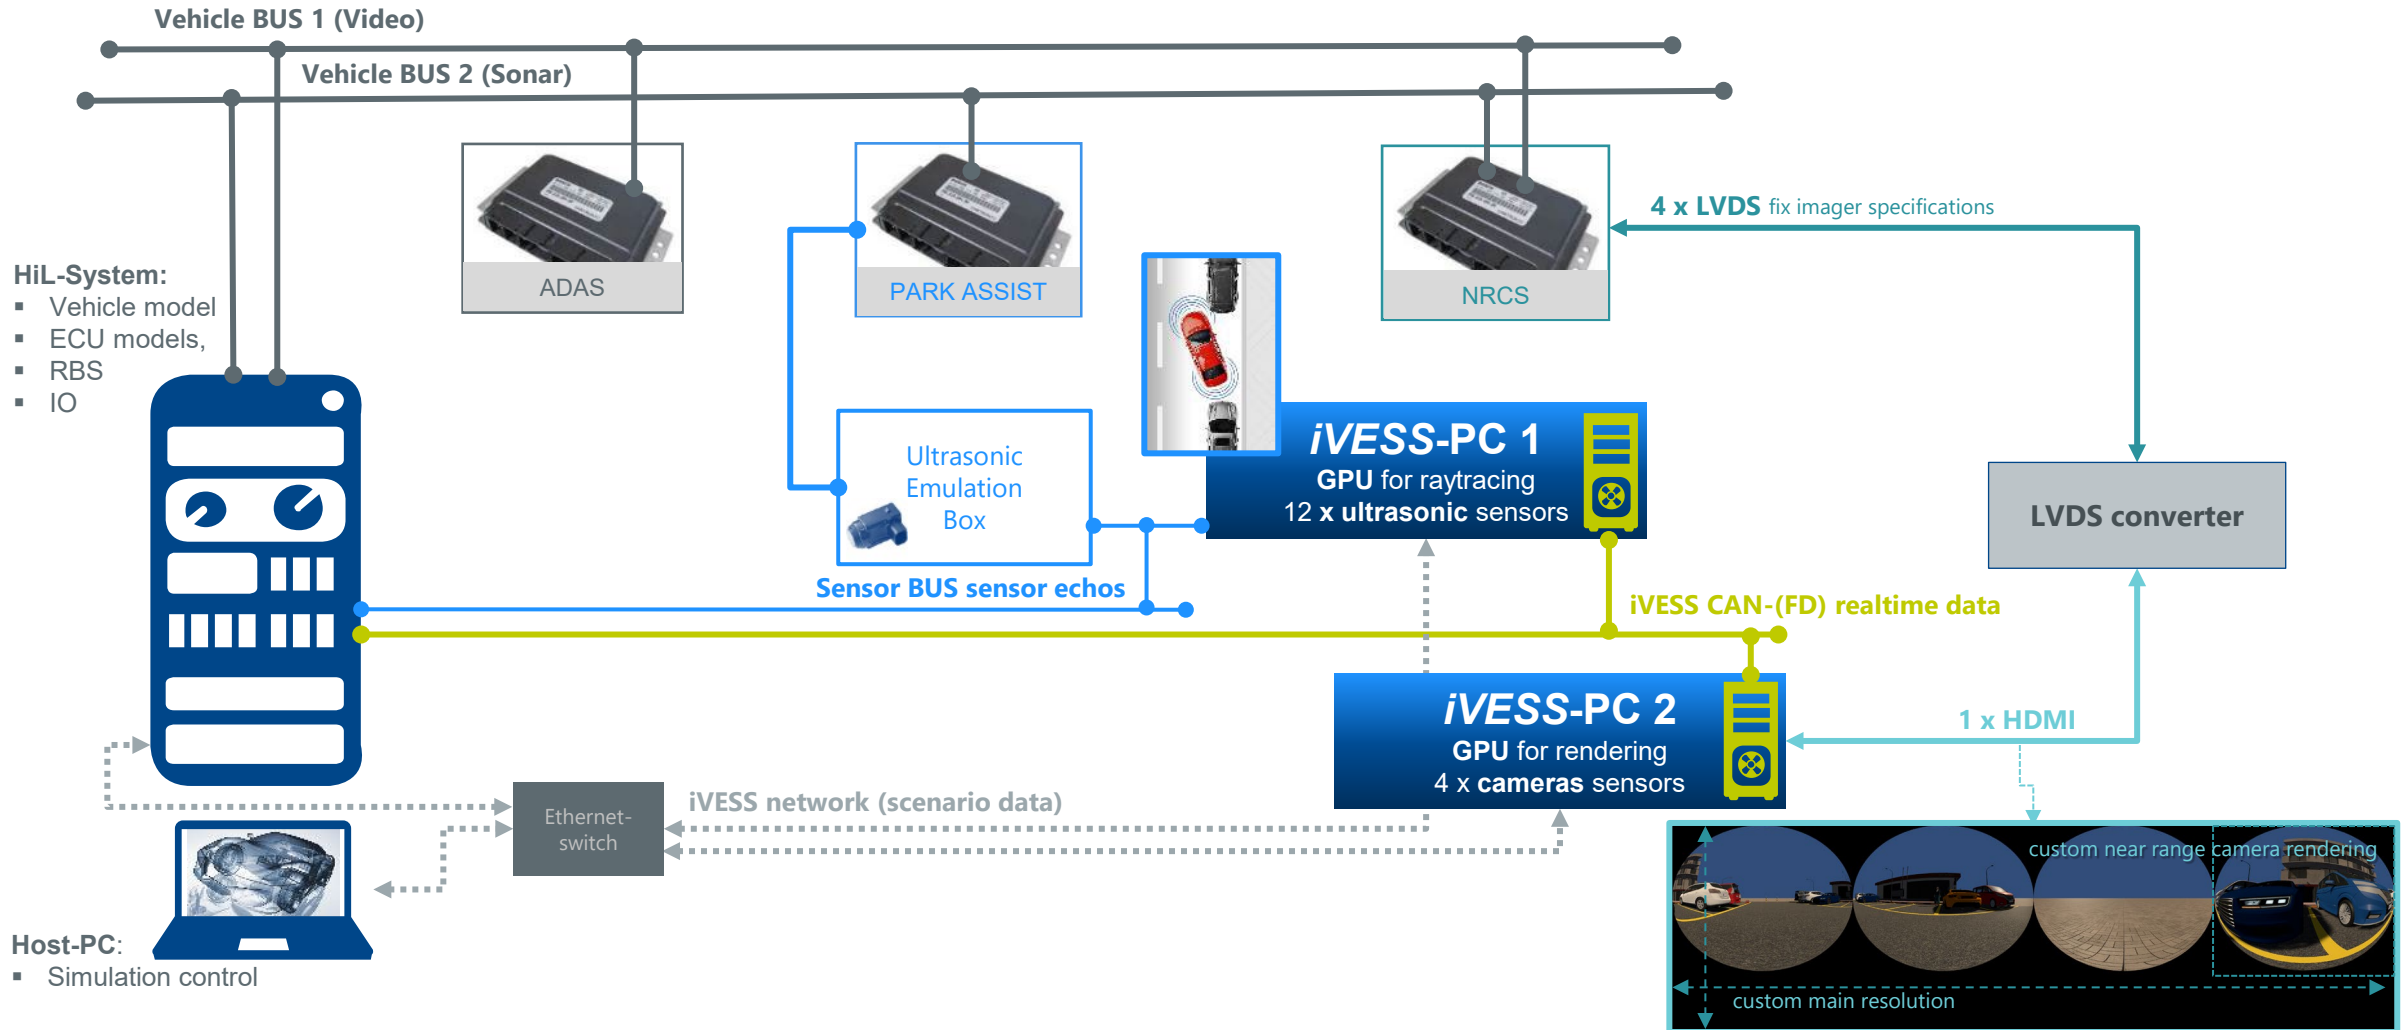 Vehicle BUS 1 (Video)
Vehicle BUS 2 (Sonar)
ADAS
PARK ASSIST
NRCS
4 x LVDS fix imager specifications
HiL-System:
▪ Vehicle model
▪ ECU models,
▪ RBS
▪ IO
Ultrasonic
Emulation
Box
iVESS-PC 1
GPU for raytracing
12 x ultrasonic sensors
LVDS converter
Sensor BUS sensor echos
iVESS CAN-(FD) realtime data
iVESS-PC 2
GPU for rendering
4 x cameras sensors
1 x HDMI
Ethernet-
switch
iVESS network (scenario data)
custom near range camera rendering
custom main resolution
Host-PC:
▪ Simulation control